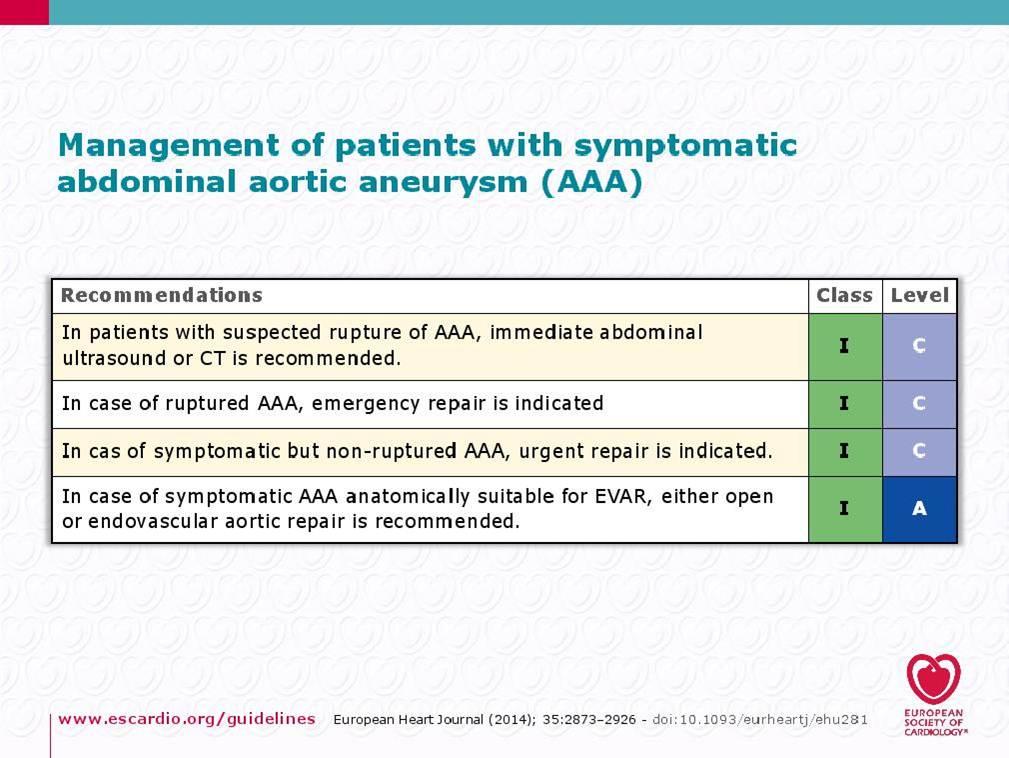 Management of patients with symptomatic
abdominal aortic aneurysm (AAA)
Recommendations Class Level
In patients with suspected rupture of AAA, immediate abdominal
ultrasound or CT is recommended. I C
In case of ruptured AAA, emergency repair is indicated I C
In cas of symptomatic but non-ruptured AAA, urgent repair is indicated. I C
In case of symptomatic AAA anatomically suitable for EVAR, either open
or endovascular aortic repair is recommended. I A
www.escardio.org/guidelines European Heart Journal (2014); 35:2873–2926 - doi:10.1093/eurheartj/ehu281
EUROPEAN
SOCIETY OF
CARDIOLOGY®